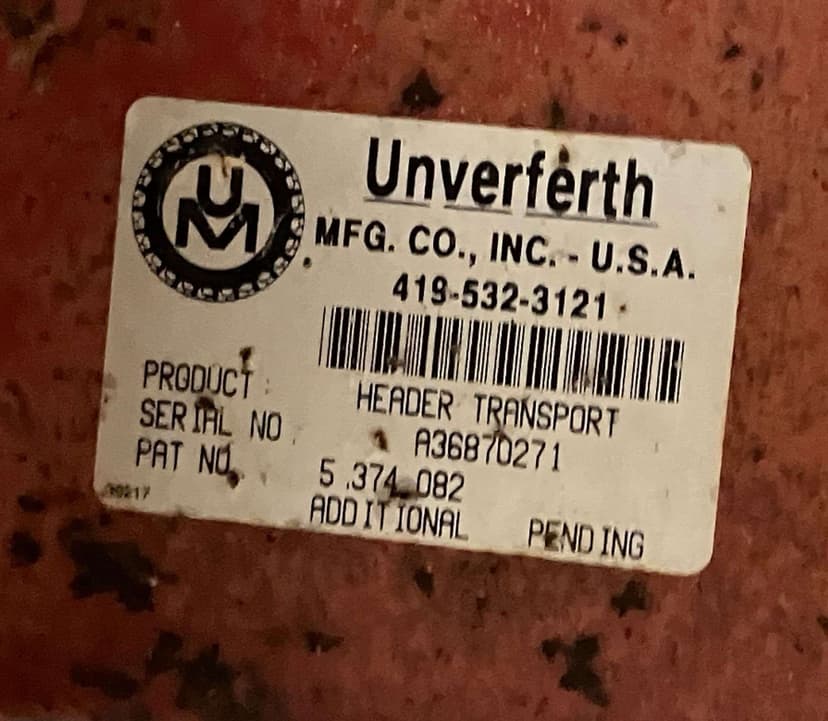 UM
Unverferth
MFG. CO., INC. - U.S.A.
419-532-3121
PRODUCT: HEADER TRANSPORT
SERIAL NO. A36870271
PAT NO. 5,374,082
ADDITIONAL PENDING